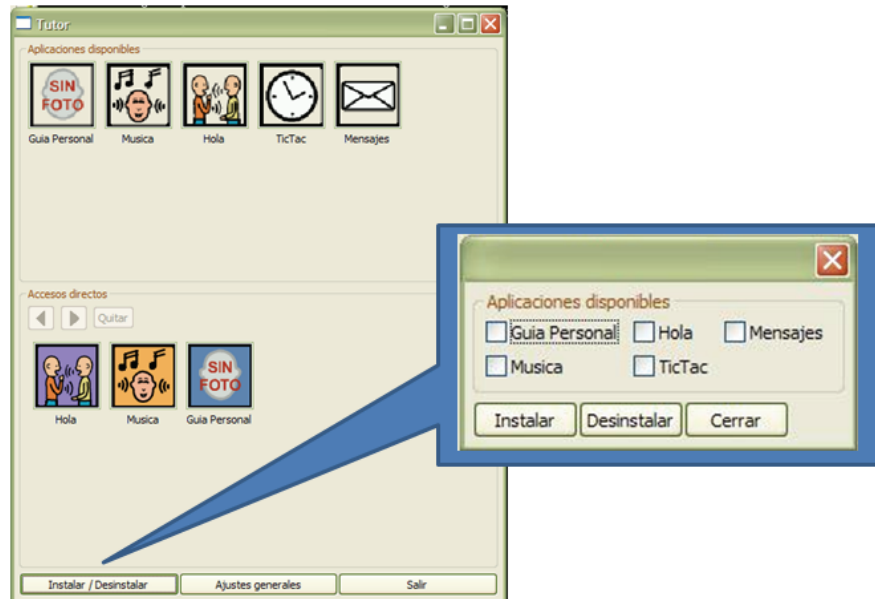 Tutor
Aplicaciones disponibles
SIN
FOTO
Guia Personal Musica Hola TicTac Mensajes
Accesos directos
Quitar
SIN
FOTO
Hola Musica Guia Personal
Instalar / Desinstalar Ajustes generales Salir
Aplicaciones disponibles
Guia Personal Hola Mensajes
Musica TicTac
Instalar Desinstalar Cerrar